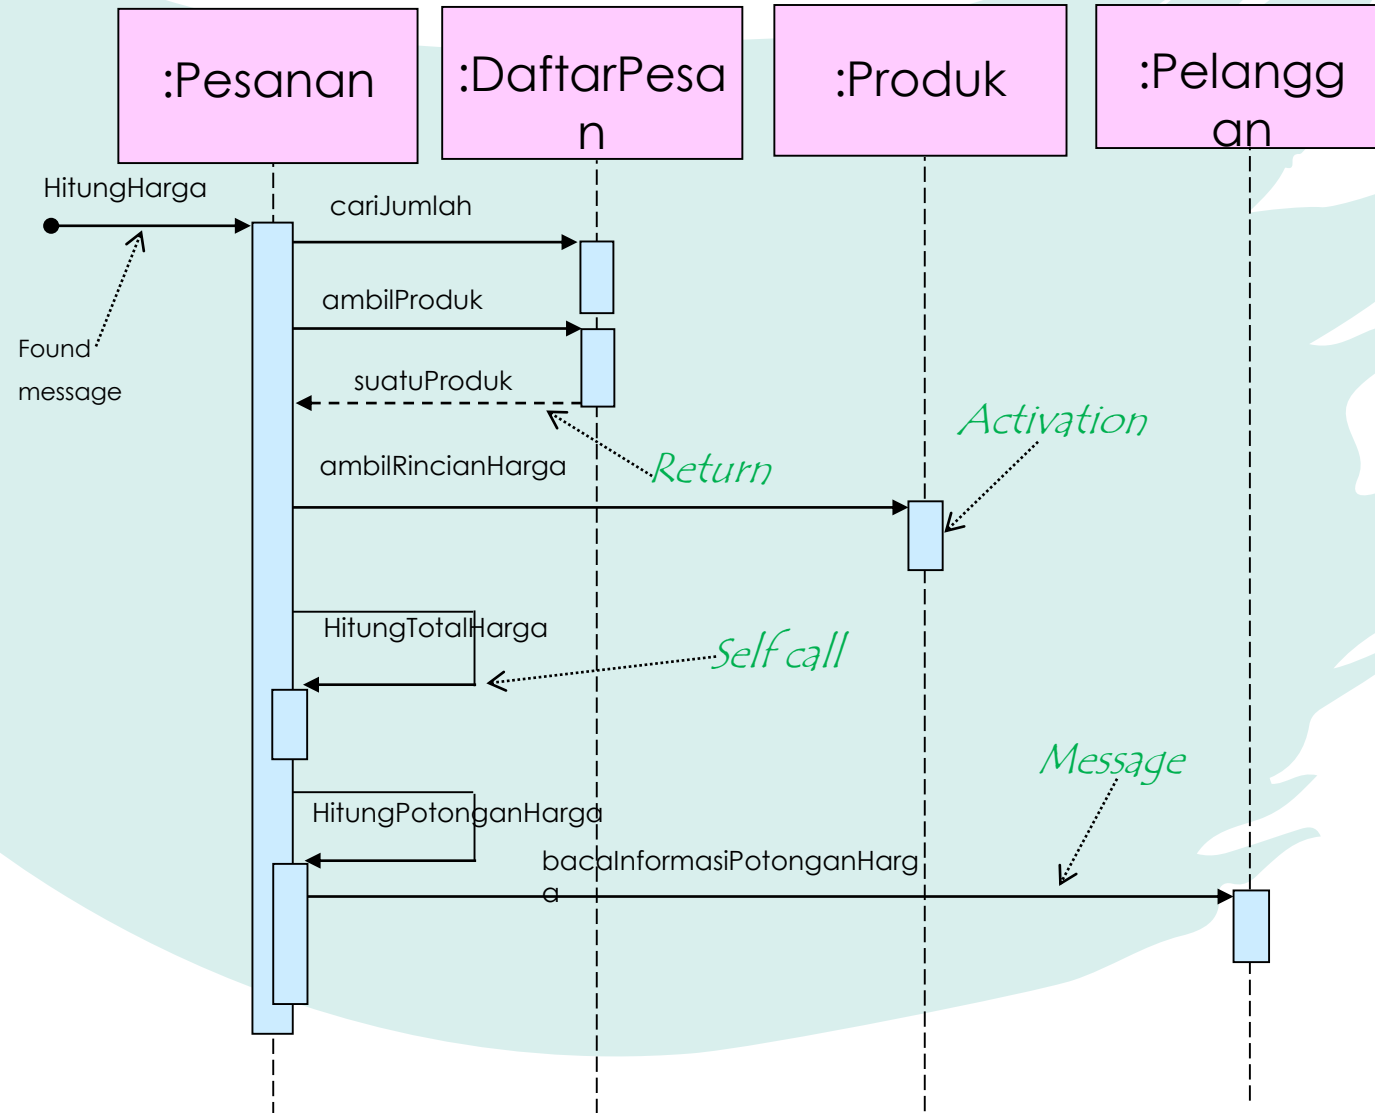 :Pesanan
:DaftarPesa
n
:Produk
:Pelangg
an
HitungHarga
cariJumlah
ambilProduk
Found
message
suatuProduk
Activation
ambilRincianHarga
Return
HitungTotalHarga
Self call
Message
HitungPotonganHarga
bacaInformasiPotonganHarg
a